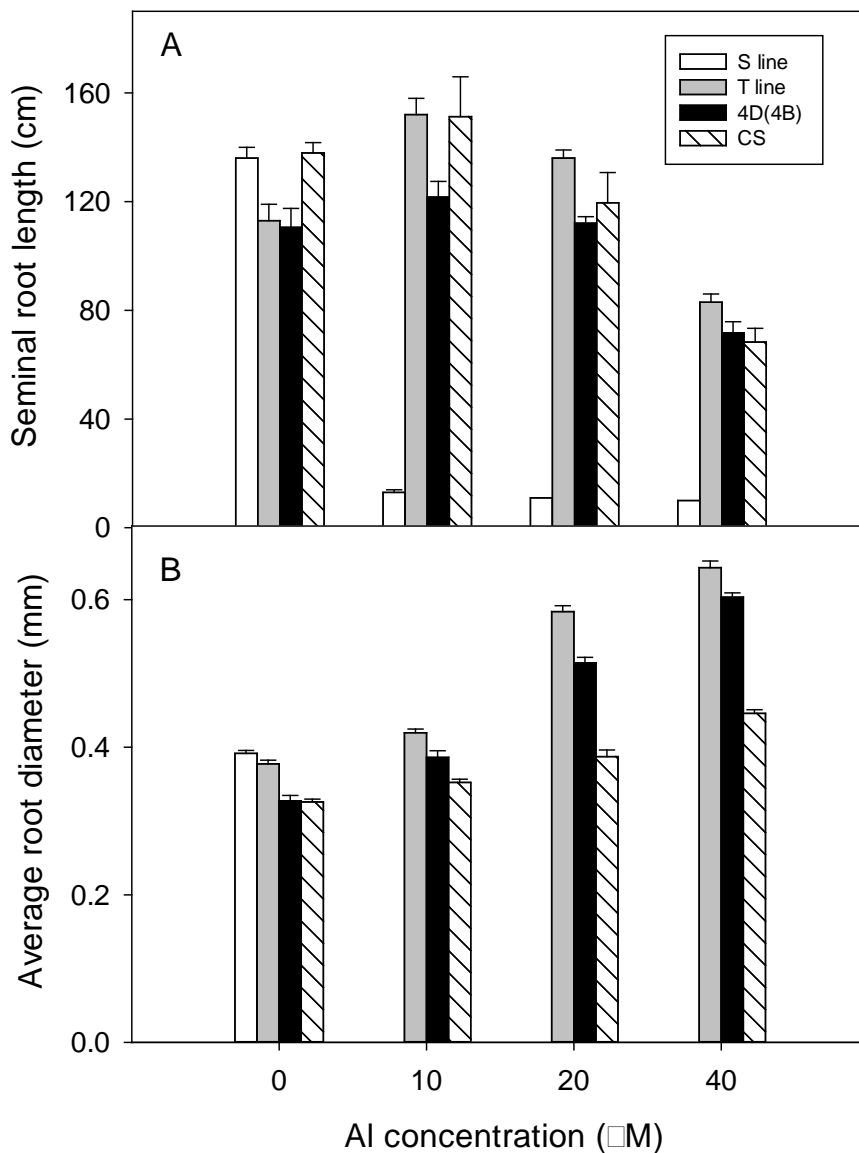 A
S line
T line
4D(4B)
CS
Seminal root length (cm)
160
120
80
40
0
B
Average root diameter (mm)
0.6
0.4
0.2
0.0
0 10 20 40
Al concentration (□M)